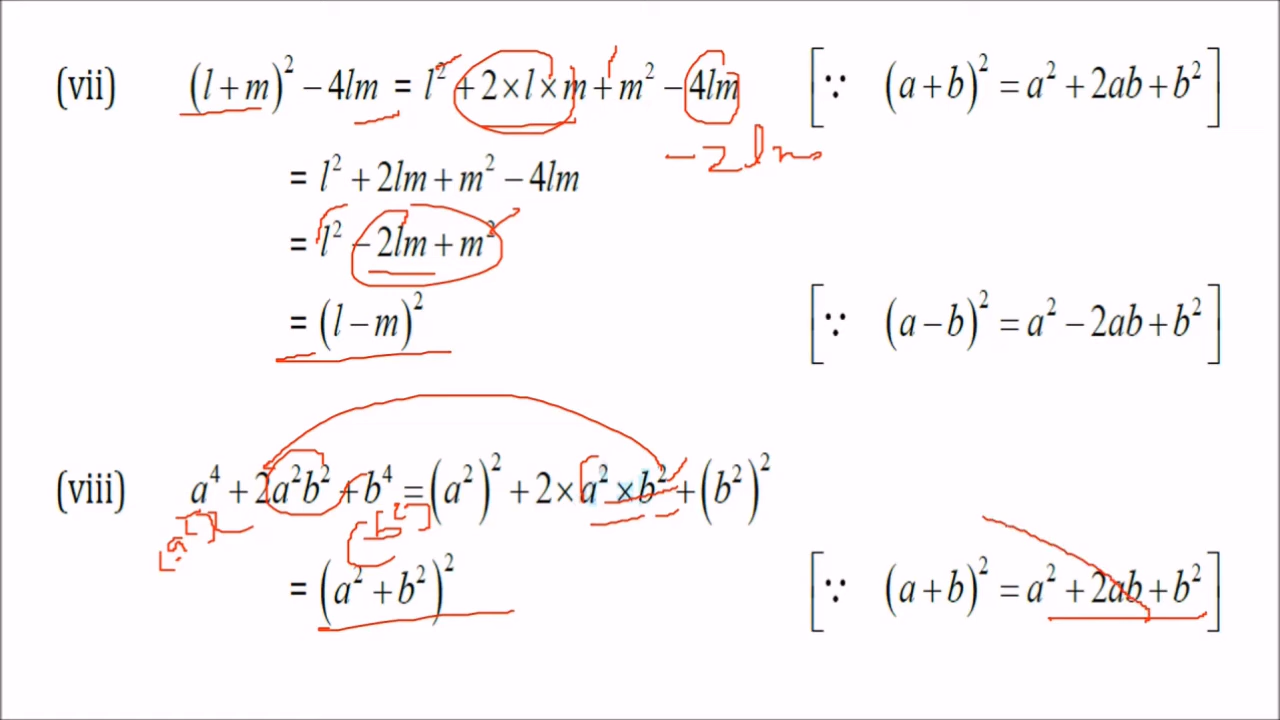 (vii) (l + m)² − 4lm = l² + 2 × l × m + m² − 4lm [∵ (a + b)² = a² + 2ab + b²]
−2lm
= l² + 2lm + m² − 4lm
= l² − 2lm + m²
= (l − m)² [∵ (a − b)² = a² − 2ab + b²]
(viii) a⁴ + 2a²b² + b⁴ = (a²)² + 2 × a² × b² + (b²)²
= (a² + b²)² [∵ (a + b)² = a² + 2ab + b²]